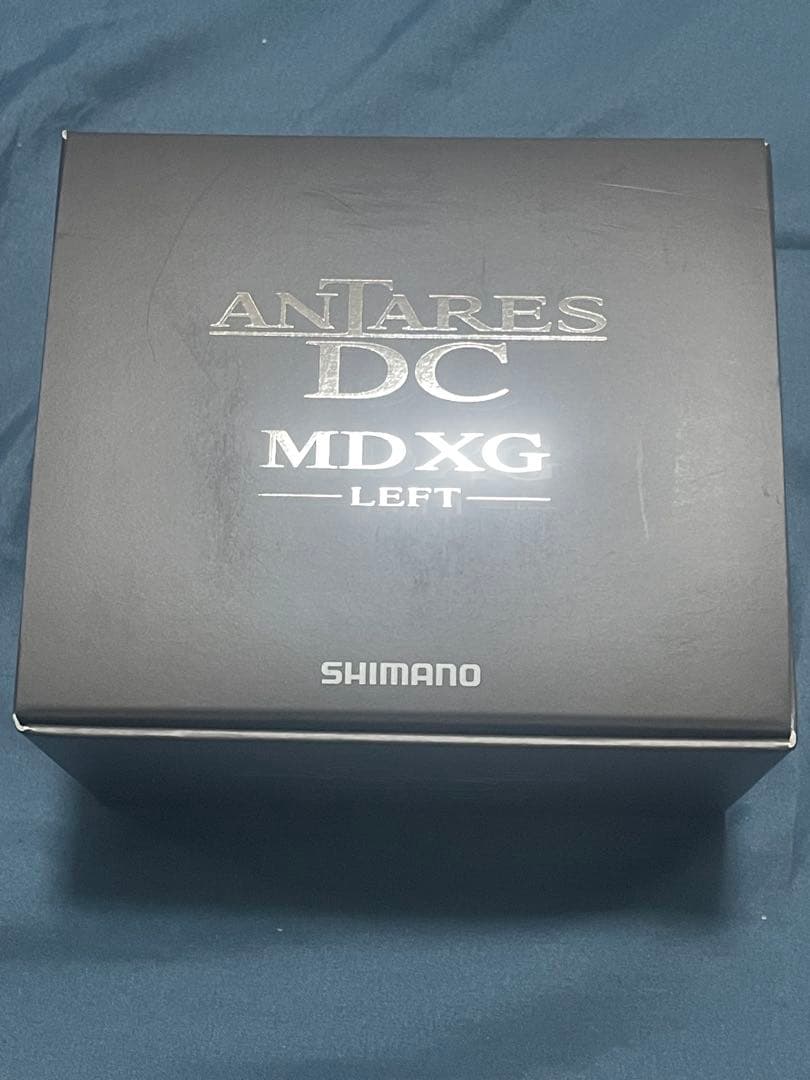 ANTARES
DC
MD XG
LEFT
SHIMANO